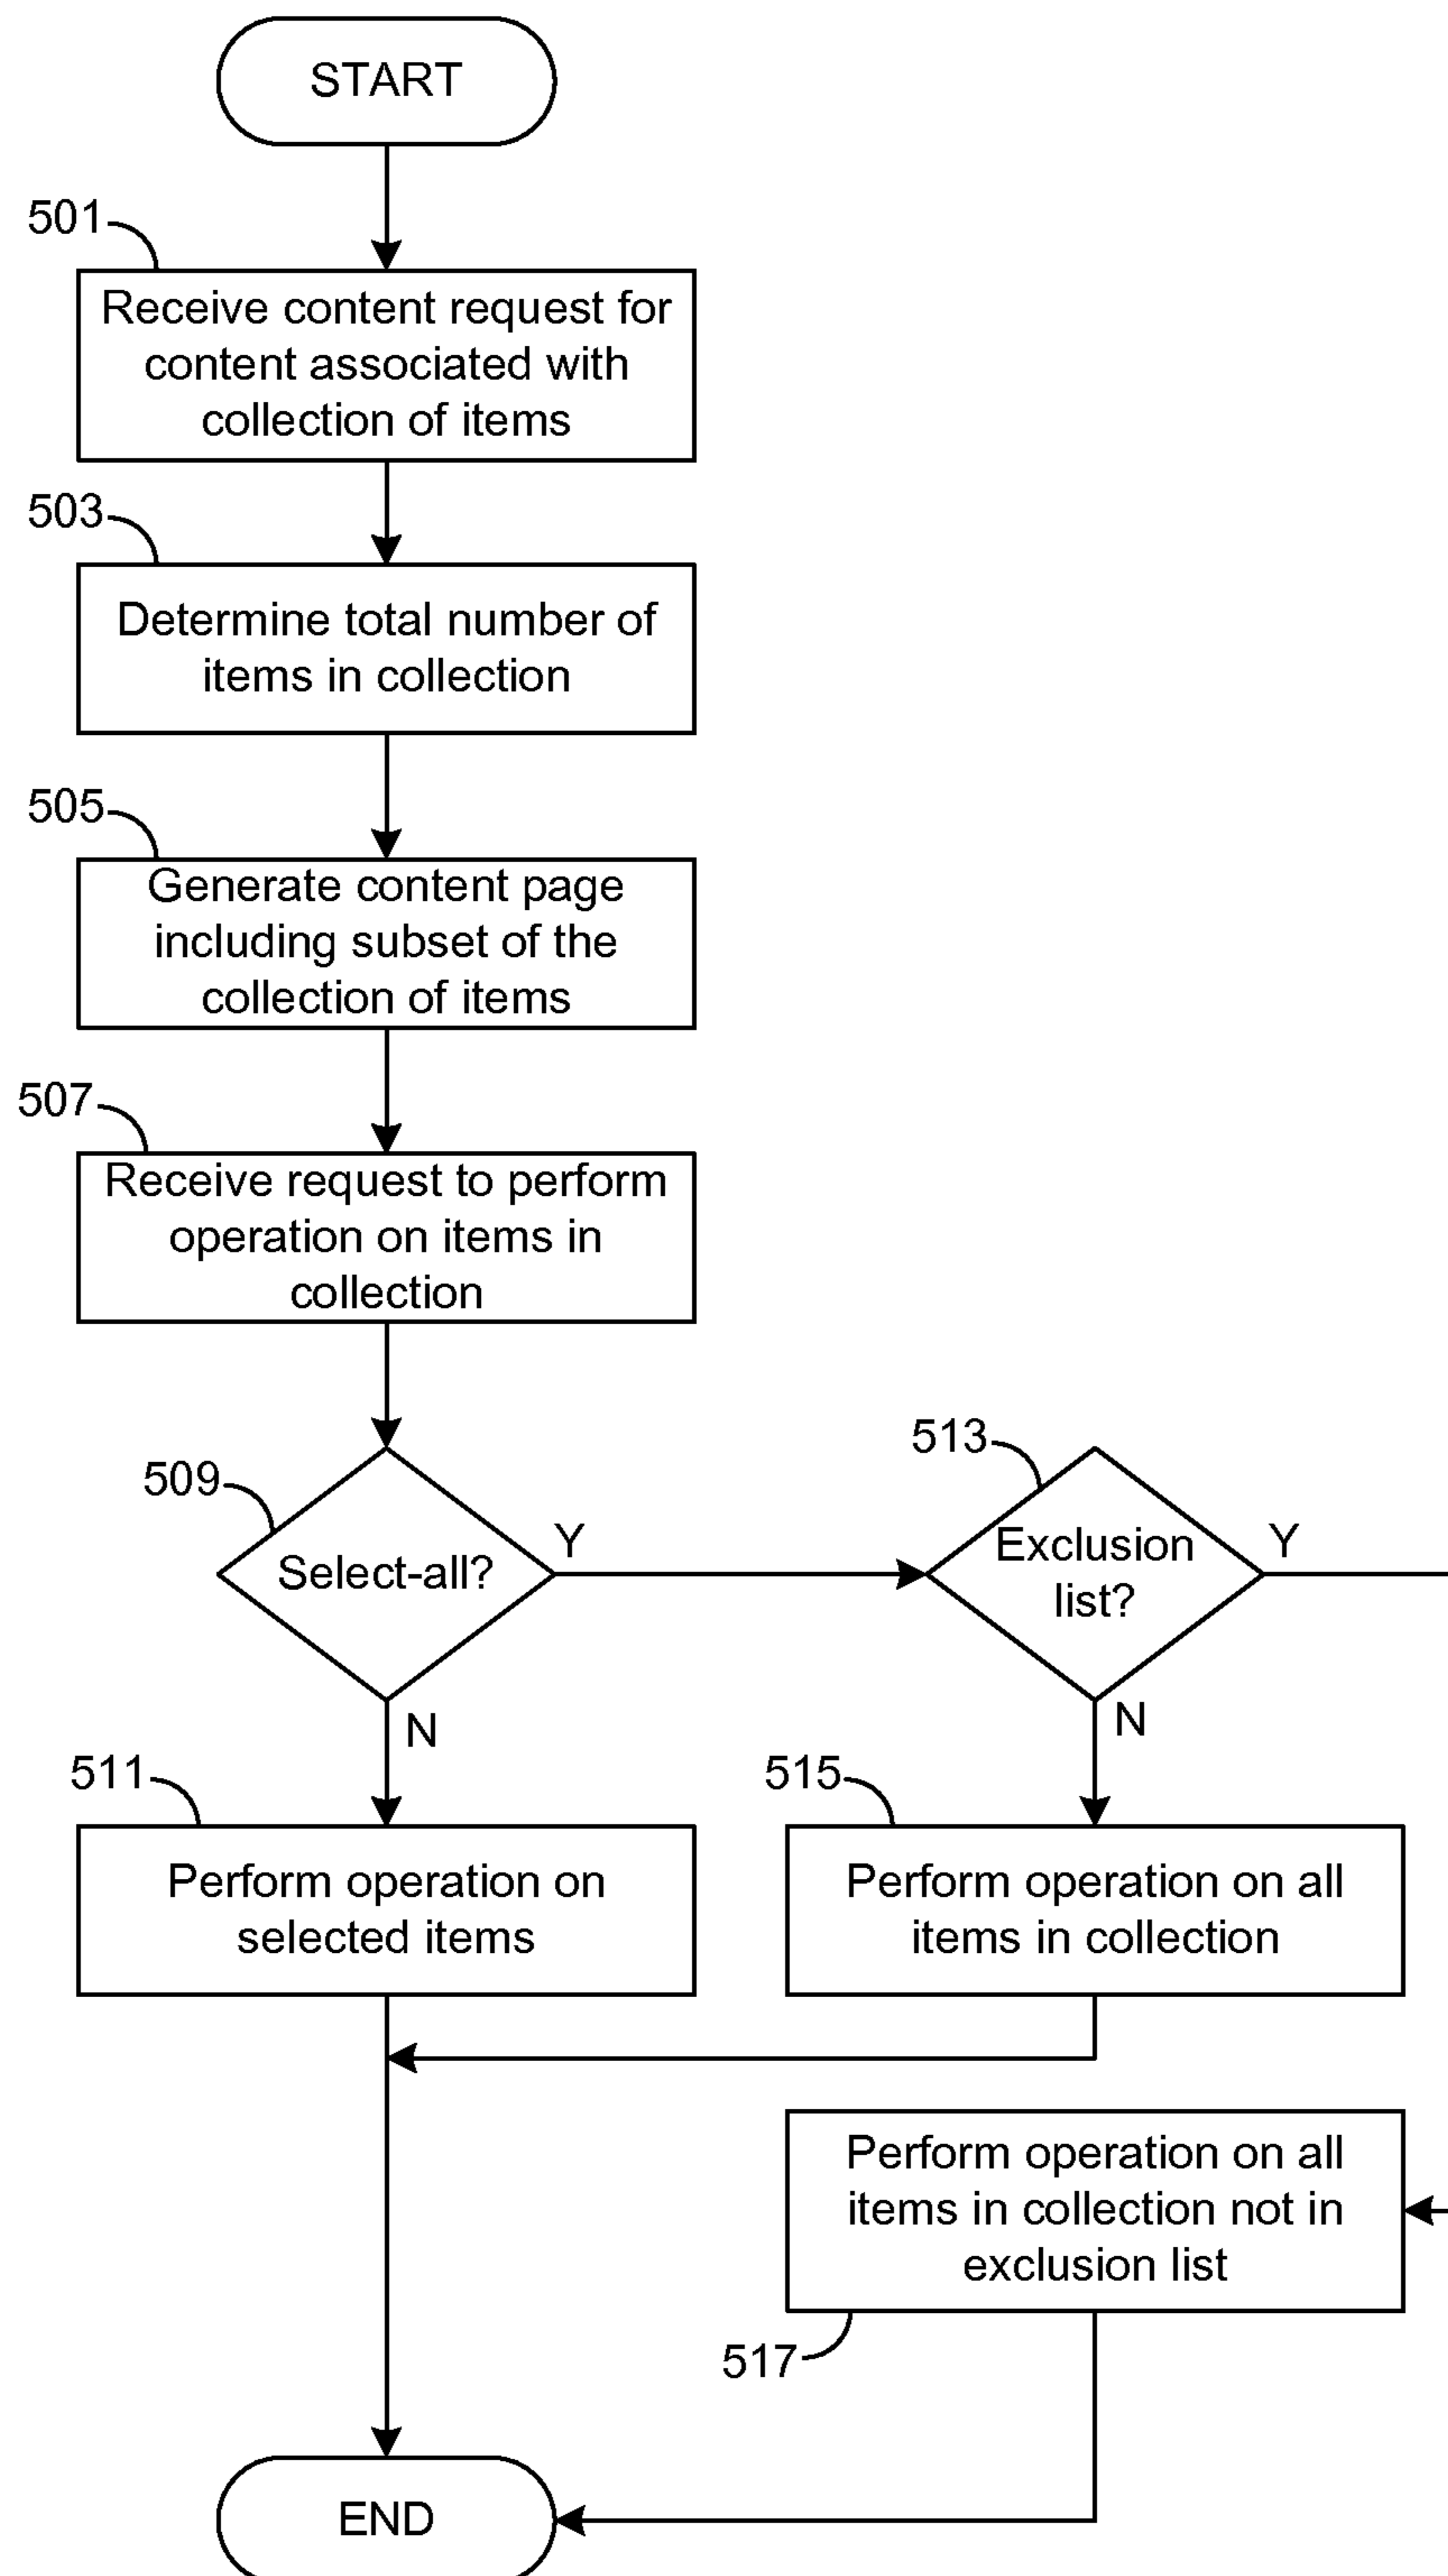 START
501
Receive content request for
content associated with
collection of items
503
Determine total number of
items in collection
505
Generate content page
including subset of the
collection of items
507
Receive request to perform
operation on items in
collection
509
Select-all?
Y
N
513
Exclusion
list?
Y
N
511
Perform operation on
selected items
515
Perform operation on all
items in collection
Perform operation on all
items in collection not in
exclusion list
517
END